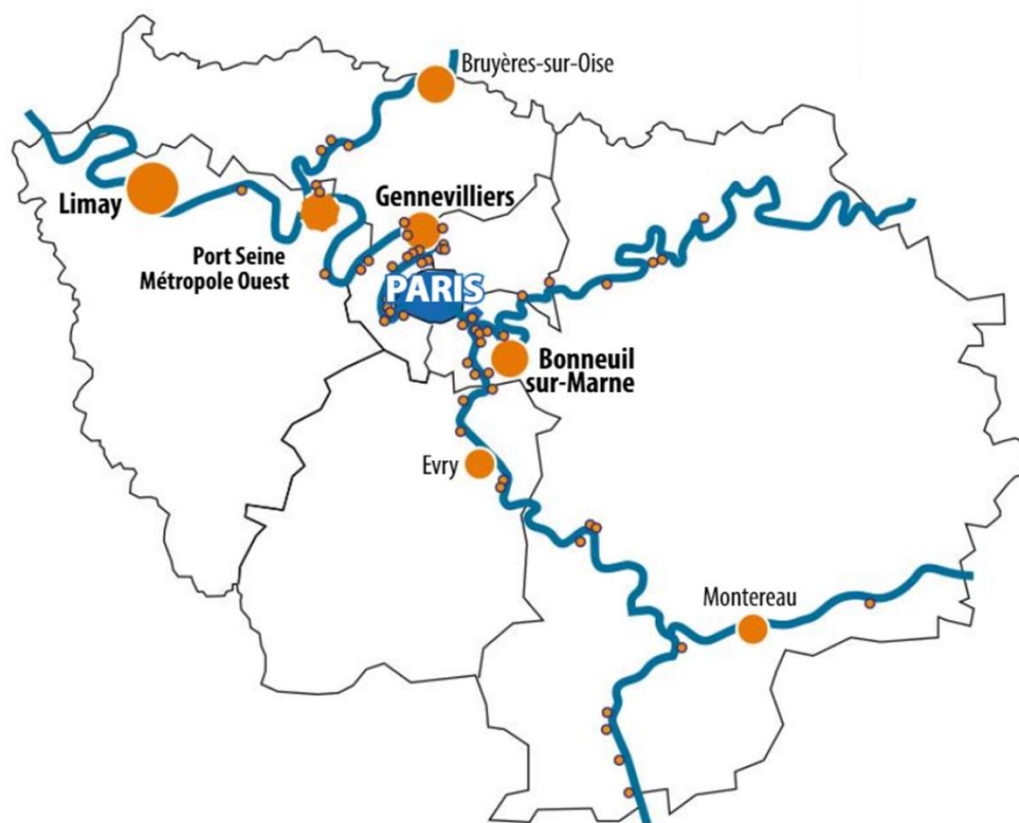 Bruyères-sur-Oise
Limay
Gennevilliers
Port Seine
Métropole Ouest
PARIS
Bonneuil
sur-Marne
Evry
Montereau